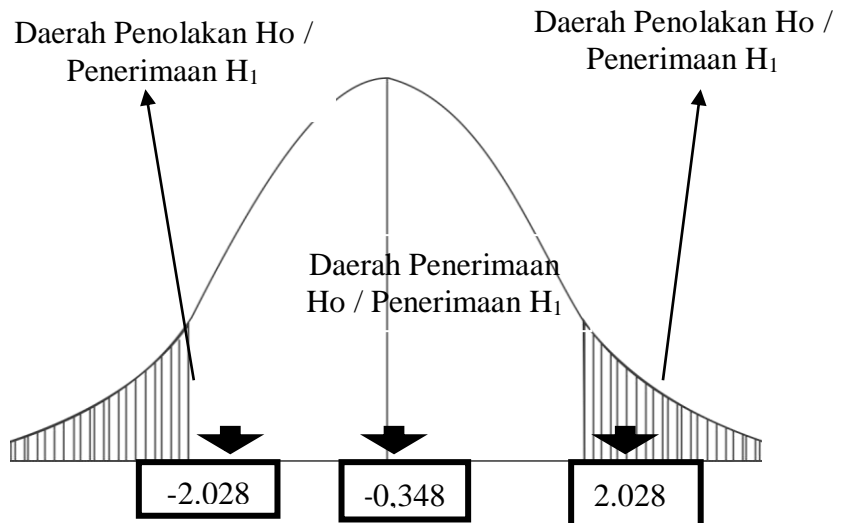 Daerah Penolakan Ho /
Penerimaan H₁
Daerah Penolakan Ho /
Penerimaan H₁
Daerah Penerimaan
Ho / Penerimaan H₁
-2.028
-0,348
2.028